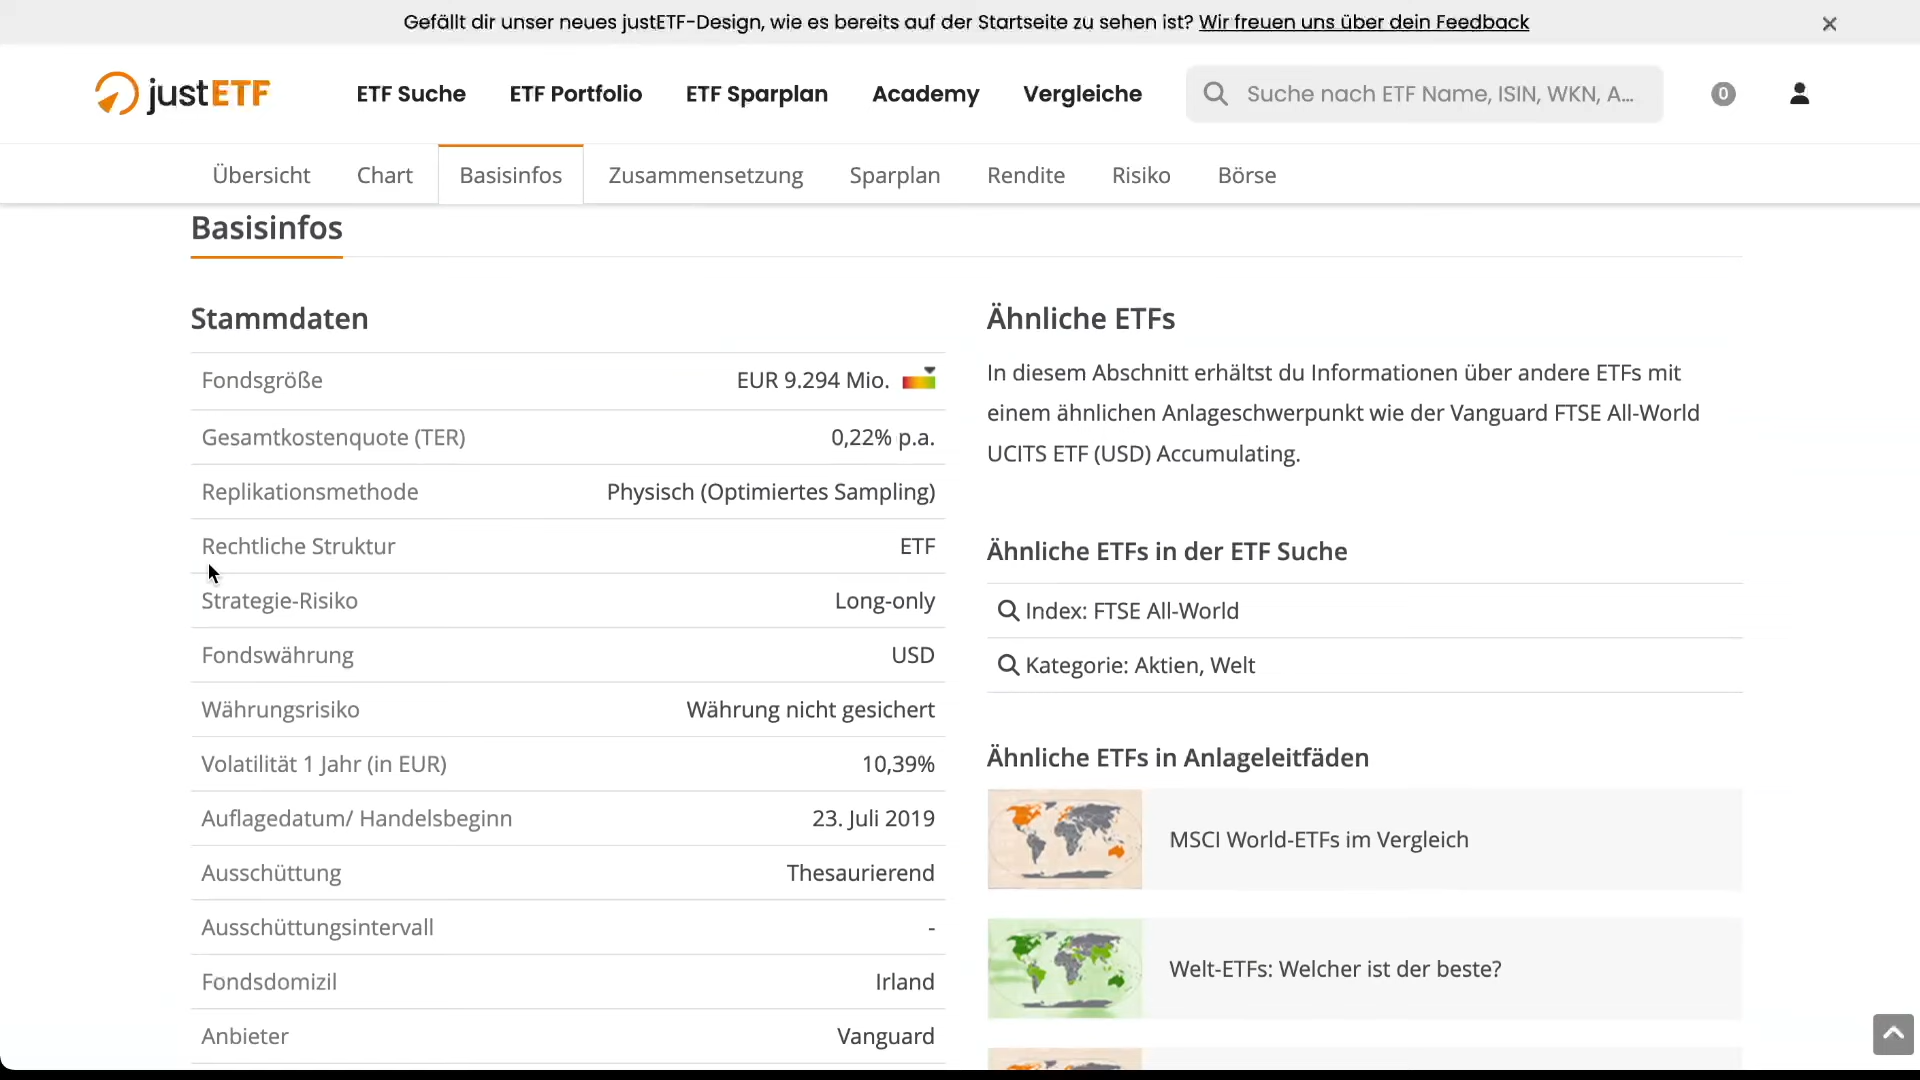 Gefällt dir unser neues justETF-Design, wie es bereits auf der Startseite zu sehen ist? Wir freuen uns über dein Feedback
justETF
ETF Suche
ETF Portfolio
ETF Sparplan
Academy
Vergleiche
Suche nach ETF Name, ISIN, WKN, A...
0
Übersicht
Chart
Basisinfos
Zusammensetzung
Sparplan
Rendite
Risiko
Börse
Basisinfos
Stammdaten
Fondsgröße EUR 9.294 Mio.
Gesamtkostenquote (TER) 0,22% p.a.
Replikationsmethode Physisch (Optimiertes Sampling)
Rechtliche Struktur ETF
Strategie-Risiko Long-only
Fondswährung USD
Währungsrisiko Währung nicht gesichert
Volatilität 1 Jahr (in EUR) 10,39%
Auflagedatum/ Handelsbeginn 23. Juli 2019
Ausschüttung Thesaurierend
Ausschüttungsintervall -
Fondsdomizil Irland
Anbieter Vanguard
Ähnliche ETFs
In diesem Abschnitt erhältst du Informationen über andere ETFs mit
einem ähnlichen Anlageschwerpunkt wie der Vanguard FTSE All-World
UCITS ETF (USD) Accumulating.
Ähnliche ETFs in der ETF Suche
Index: FTSE All-World
Kategorie: Aktien, Welt
Ähnliche ETFs in Anlageleitfäden
MSCI World-ETFs im Vergleich
Welt-ETFs: Welcher ist der beste?